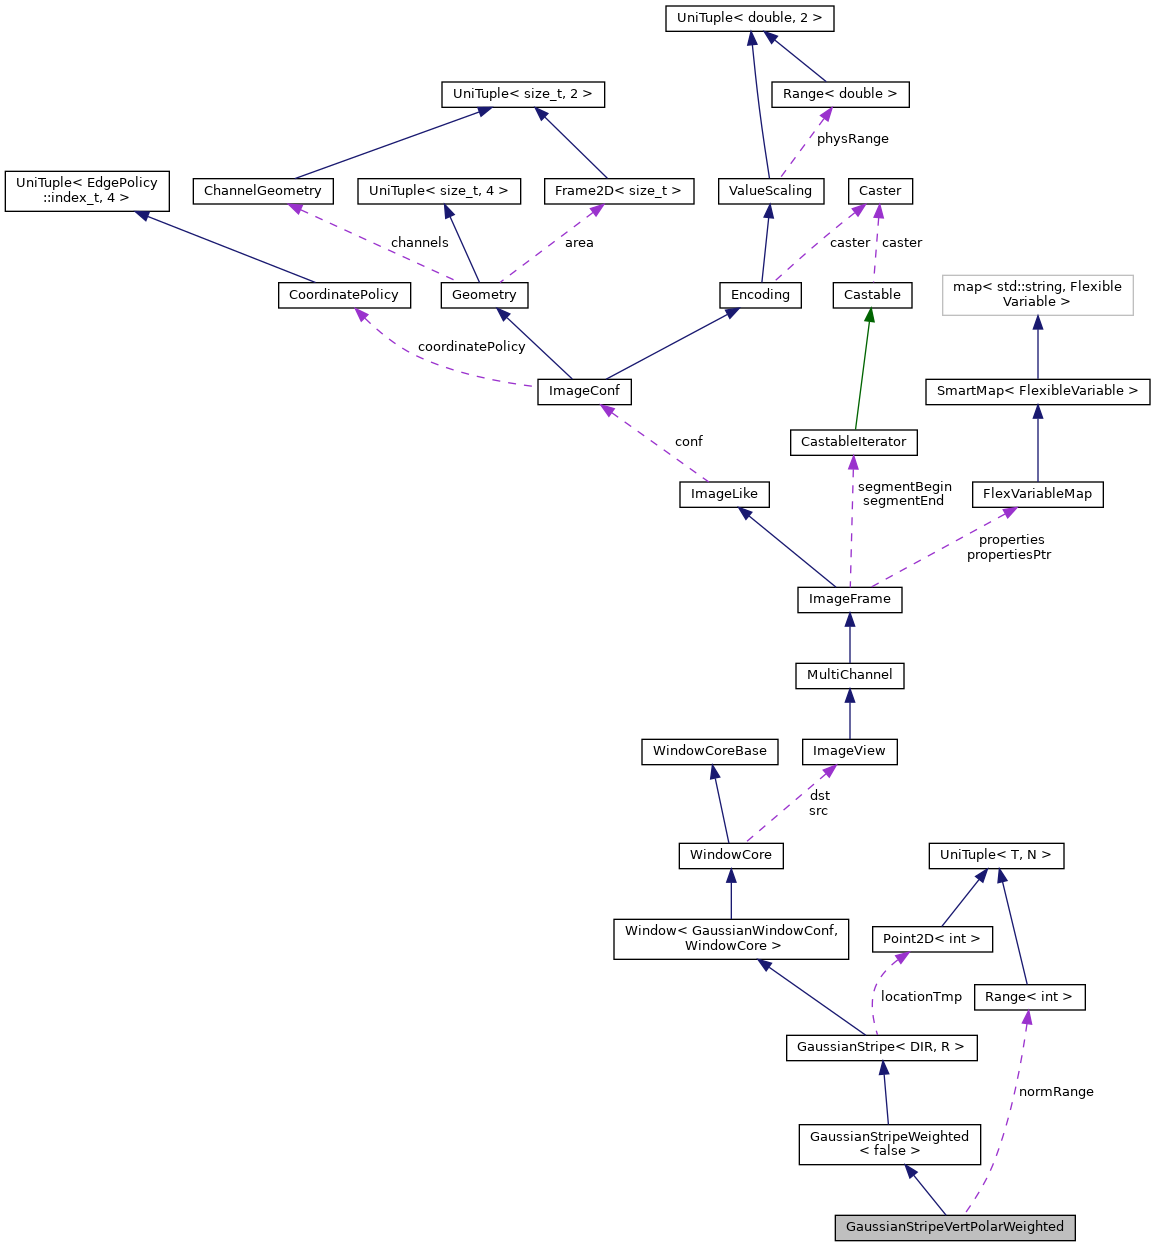 UniTuple< double, 2 >
UniTuple< size_t, 2 >
Range< double >
physRange
UniTuple< EdgePolicy
::index_t, 4 >
ChannelGeometry
UniTuple< size_t, 4 >
Frame2D< size_t >
ValueScaling
Caster
channels
area
caster
caster
CoordinatePolicy
Geometry
Encoding
Castable
map< std::string, Flexible
Variable >
coordinatePolicy
ImageConf
SmartMap< FlexibleVariable >
conf
CastableIterator
ImageLike
segmentBegin
segmentEnd
FlexVariableMap
properties
propertiesPtr
ImageFrame
MultiChannel
WindowCoreBase
ImageView
dst
src
WindowCore
UniTuple< T, N >
Window< GaussianWindowConf,
WindowCore >
Point2D< int >
locationTmp
Range< int >
GaussianStripe< DIR, R >
normRange
GaussianStripeWeighted
< false >
GaussianStripeVertPolarWeighted